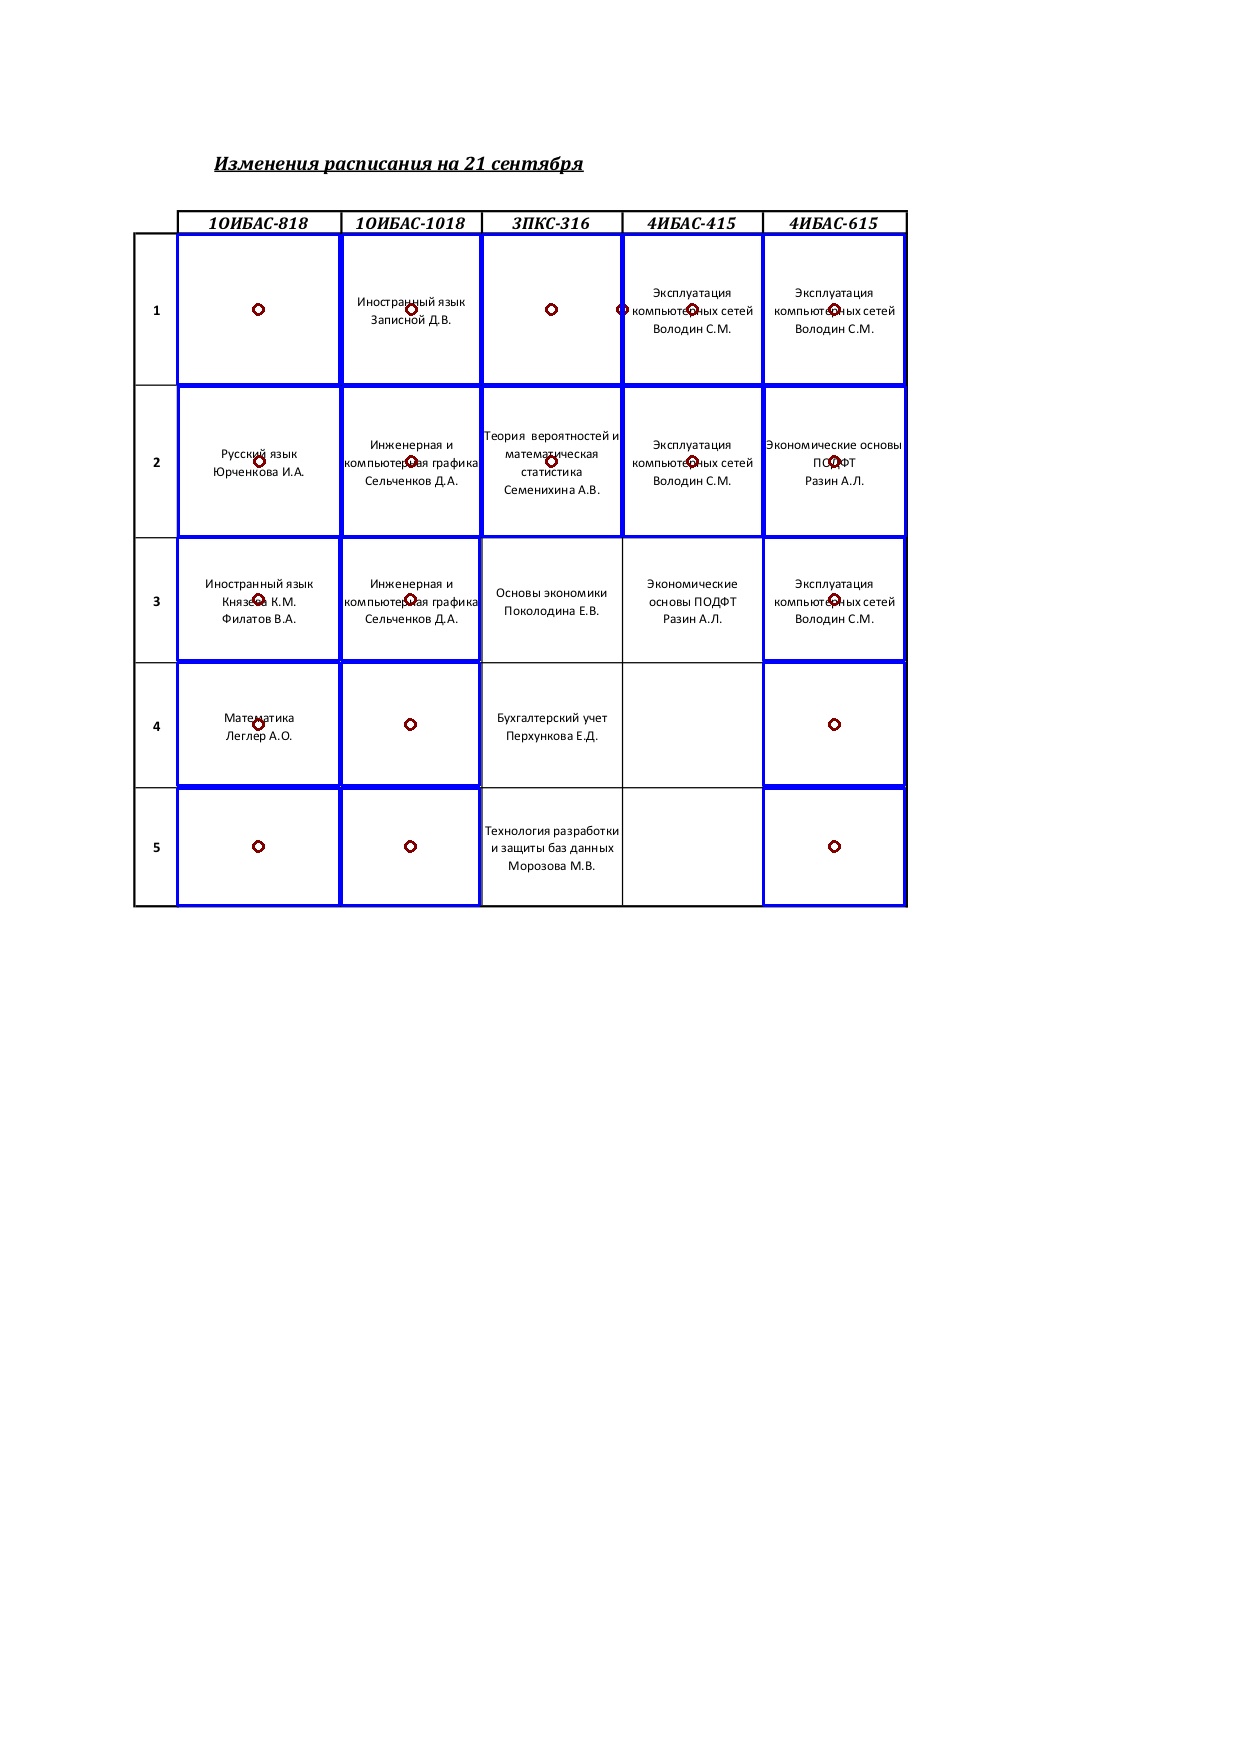 Изменения расписания на 21 сентября
1ОИБАС-818 1ОИБАС-1018 3ПКС-316 4ИБАС-415 4ИБАС-615
1
Иностранный язык
Записной Д.В.
Эксплуатация
компьютерных сетей
Володин С.М.
Эксплуатация
компьютерных сетей
Володин С.М.
2
Русский язык
Юрченкова И.А.
Инженерная и
компьютерная графика
Сельченков Д.А.
Теория  вероятностей и
математическая
статистика
Семенихина А.В.
Эксплуатация
компьютерных сетей
Володин С.М.
Экономические основы
ПОДФТ
Разин А.Л.
3
Иностранный язык
Князева К.М.
Филатов В.А.
Инженерная и
компьютерная графика
Сельченков Д.А.
Основы экономики
Поколодина Е.В.
Экономические
основы ПОДФТ
Разин А.Л.
Эксплуатация
компьютерных сетей
Володин С.М.
4
Математика
Леглер А.О.
Бухгалтерский учет
Перхункова Е.Д.
5
Технология разработки
и защиты баз данных
Морозова М.В.